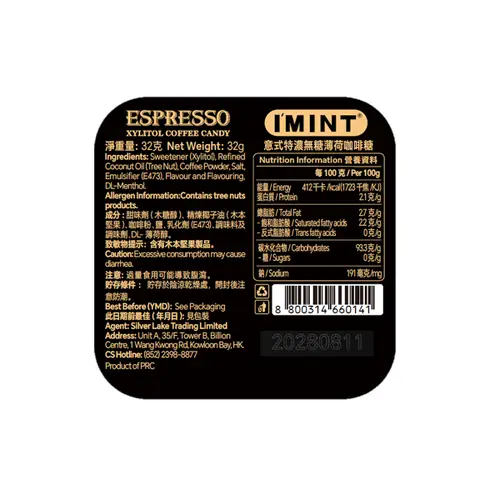 ESPRESSO
XYLITOL COFFEE CANDY
淨重量: 32克 Net Weight: 32g
Ingredients: Sweetener (Xylitol), Refined
Coconut Oil (Tree Nut), Coffee Powder, Salt,
Emulsifier (E473), Flavour and Flavouring,
DL-Menthol.
Allergen Information:Contains tree nuts
products.
成分: 甜味劑 (木糖醇), 精煉椰子油 (木本
堅果), 咖啡粉, 鹽, 乳化劑 (E473), 調味料及
調味劑, DL- 薄荷醇。
致敏物提示: 含有木本堅果製品。
Caution: Excessive consumption may cause
diarrhea.
注意: 過量食用可能導致腹瀉。
貯存條件: 貯存於陰涼乾燥處, 開封後注
意防潮。
Best Before (YMD): See Packaging
此日期前最佳 (年月日): 見包裝
Agent: Silver Lake Trading Limited
Address: Unit A, 35/F, Tower B, Billion
Centre, 1 Wang Kwong Rd, Kowloon Bay, HK.
CS Hotline: (852) 2398-8877
Product of PRC
I'MINT®
意式特濃無糖薄荷咖啡糖
Nutrition Information 營養資料
每 100 克 / Per 100g
能量 / Energy 412 千卡 /kcal(1723 千焦 /KJ)
蛋白質 / Protein 2.1 克/g
總脂肪 / Total Fat 2.7 克/g
- 飽和脂肪酸 / Saturated fatty acids 2.2 克/g
- 反式脂肪酸 / Trans fatty acids 0 克/g
碳水化合物 / Carbohydrates 93.3 克/g
- 糖 / Sugars 0 克/g
鈉 / Sodium 191 毫克/mg
8 800314 660141
20280811